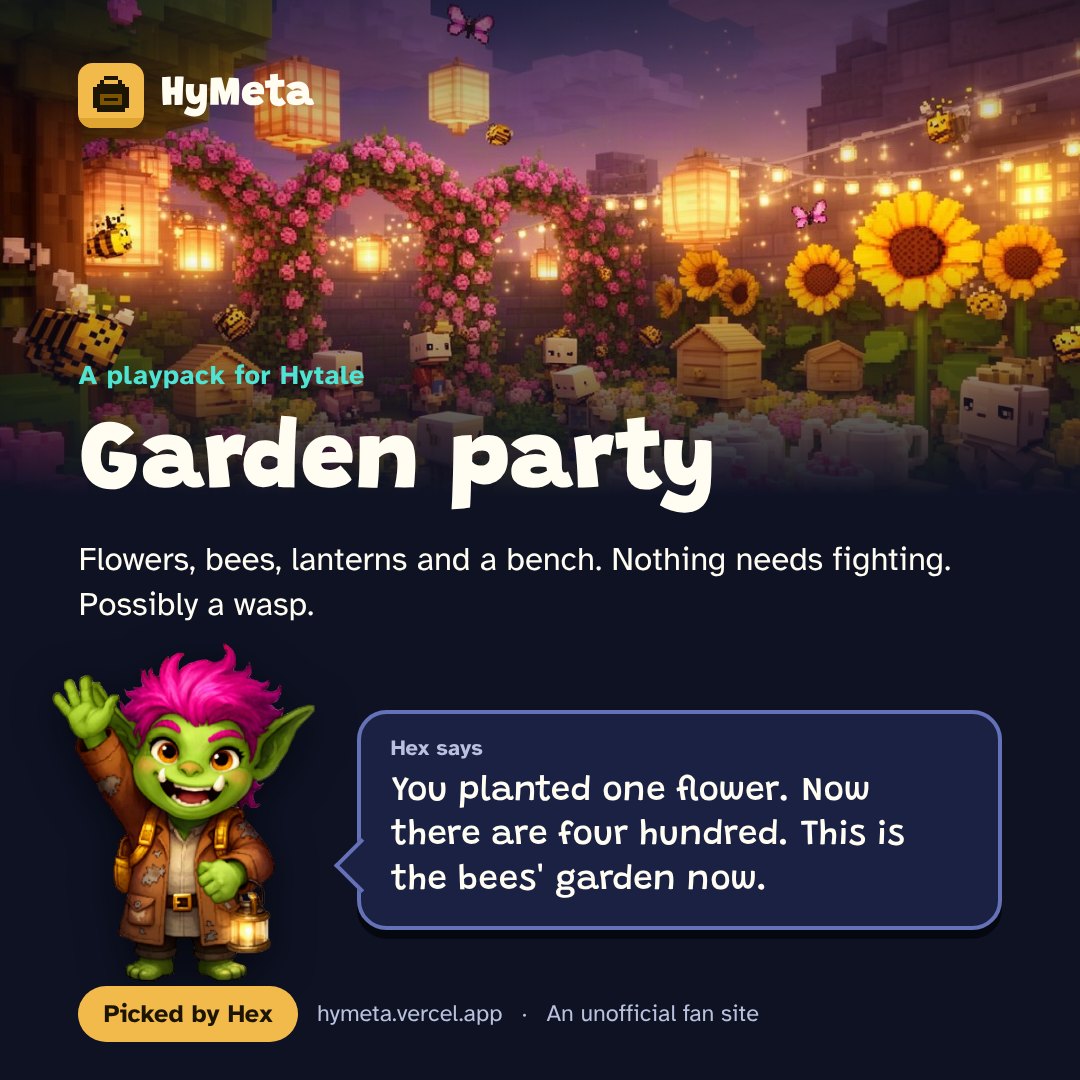 HyMeta
A playpack for Hytale
Garden party
Flowers, bees, lanterns and a bench. Nothing needs fighting.
Possibly a wasp.
Hex says
You planted one flower. Now
there are four hundred. This is
the bees' garden now.
Picked by Hex
hymeta.vercel.app · An unofficial fan site